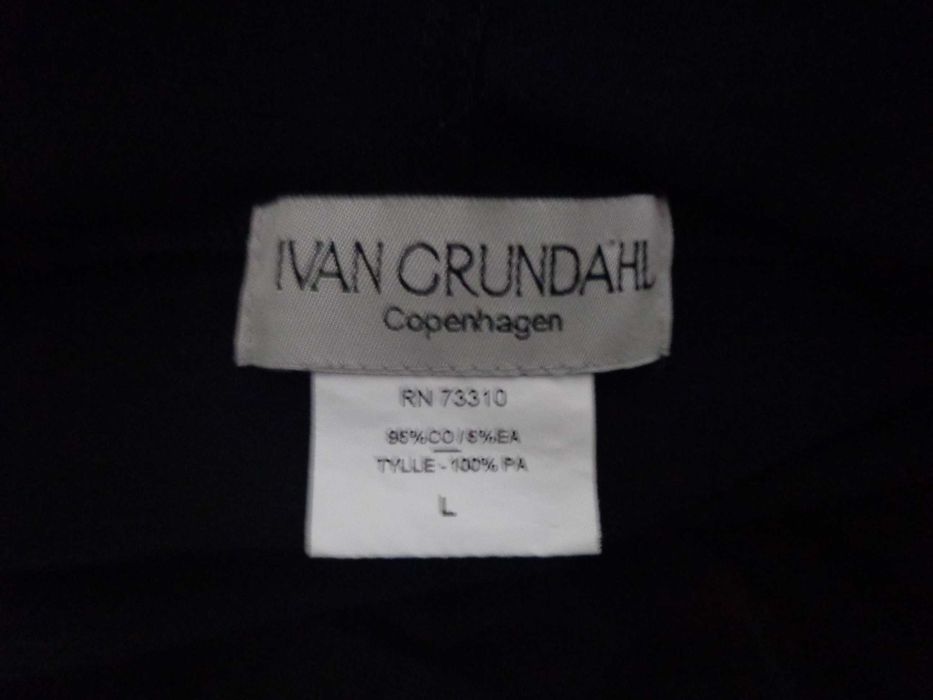 IVAN GRUNDAHL
Copenhagen
RN 73310
95%CO/5%EA
TYLLE - 100% PA
L